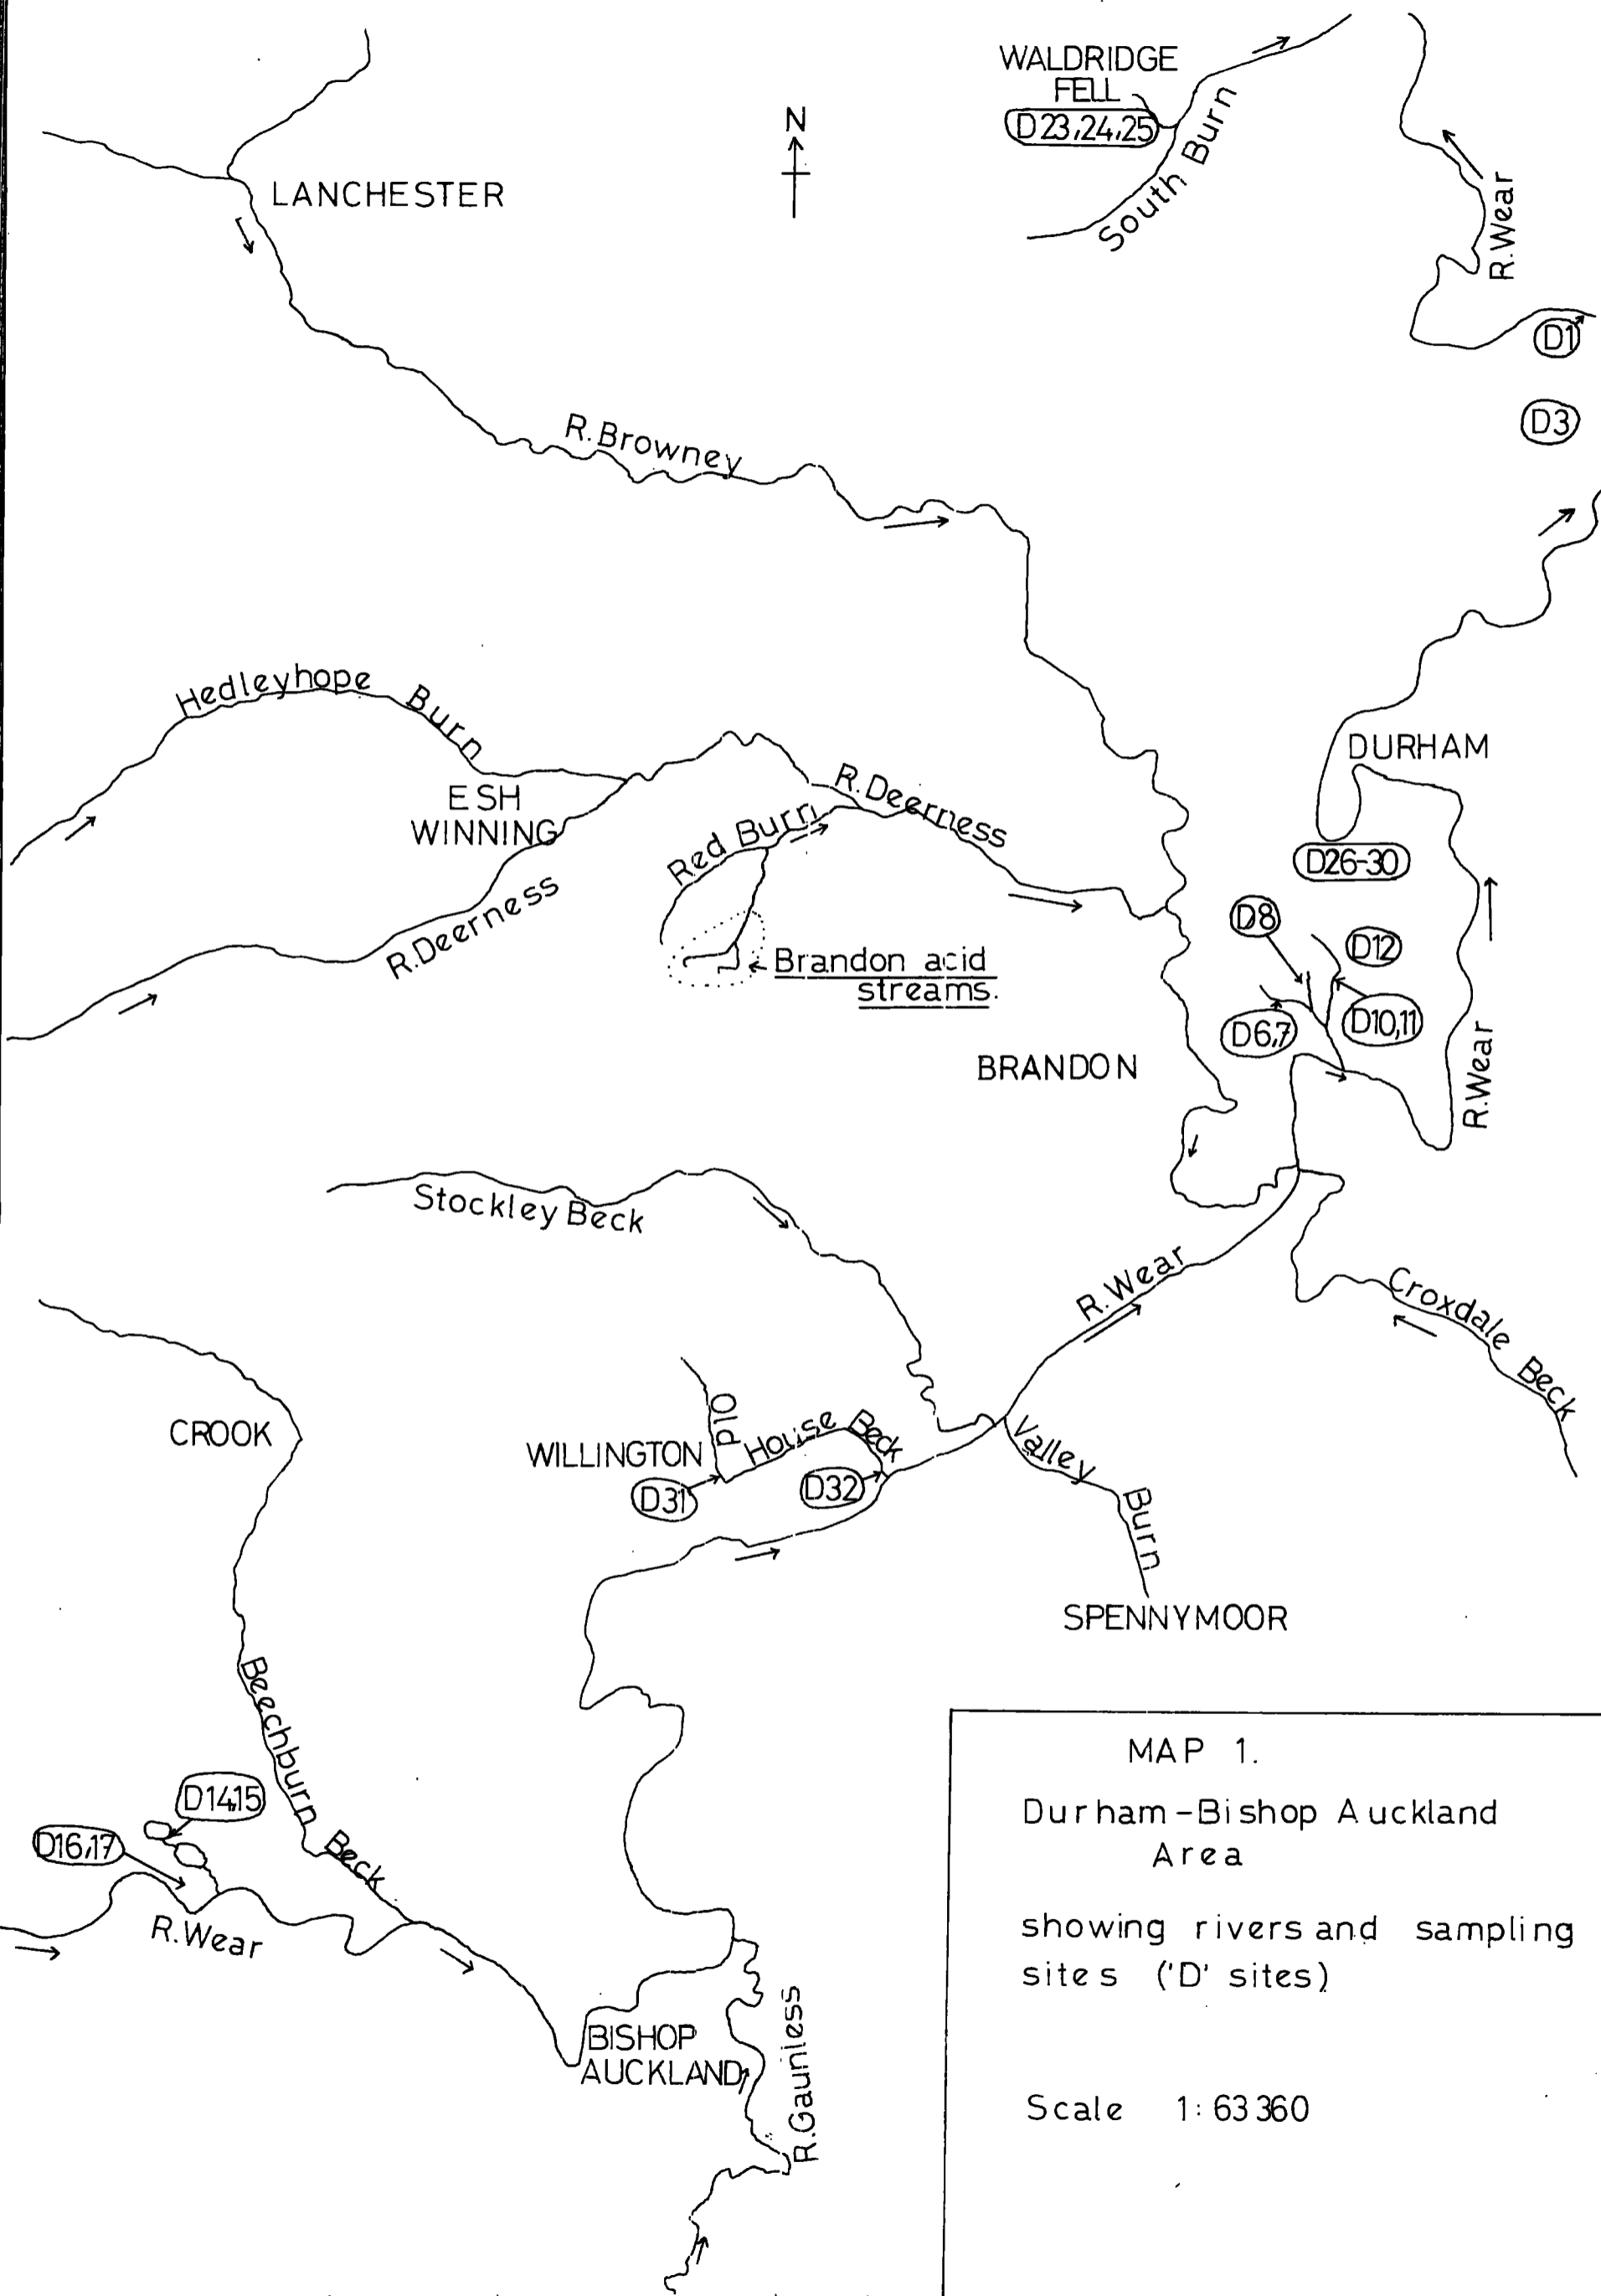 WALDRIDGE
FELL
D23,24,25
South Burn
N
LANCHESTER
R.Wear
D1
D3
R.Browney
Hedleyhope Burn
DURHAM
ESH
WINNING
R.Deerness
Red Burn
R.Deerness
D26-30
D8
D12
Brandon acid
streams.
D6,7
D10,11
BRANDON
R.Wear
Stockley Beck
R.Wear
Croxdale Beck
CROOK
WILLINGTON
Old House Beck
Valley Burn
D31
D32
SPENNYMOOR
Beechburn Beck
D14,15
D16,17
R.Wear
BISHOP
AUCKLAND
R.Gaunless
MAP 1.
Durham-Bishop Auckland
Area
showing rivers and sampling
sites ('D' sites)
Scale 1:63360